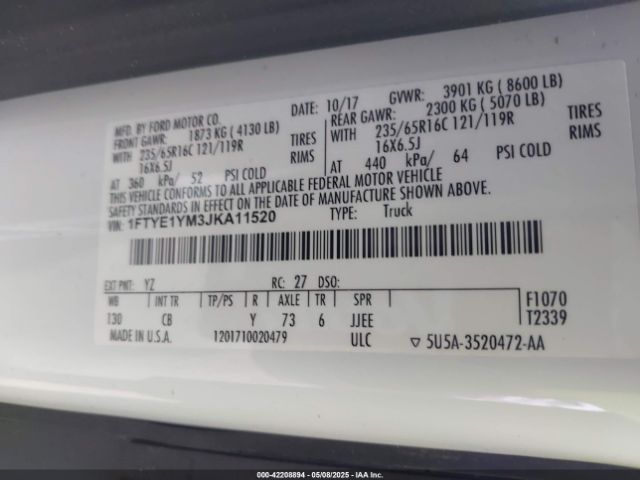 MFD. BY FORD MOTOR CO.
DATE: 10/17 GVWR: 3901 KG (8600 LB)
FRONT GAWR: 1873 KG (4130 LB)
REAR GAWR: 2300 KG (5070 LB)
WITH 235/65R16C 121/119R TIRES
WITH 235/65R16C 121/119R TIRES
16X6.5J RIMS
16X6.5J RIMS
AT 360 kPa/ 52 PSI COLD
AT 440 kPa/ 64 PSI COLD
THIS VEHICLE CONFORMS TO ALL APPLICABLE FEDERAL MOTOR VEHICLE
SAFETY STANDARDS IN EFFECT ON THE DATE OF MANUFACTURE SHOWN ABOVE.
VIN: 1FTYE1YM3JKA11520
TYPE: Truck
EXT PNT: YZ RC: 27 DSO:
WB INT TR TP/PS R AXLE TR SPR F1070
130 CB Y 73 6 JJEE T2339
MADE IN U.S.A. 1201710020479 ULC ▽ 5U5A-3520472-AA
000-42208894 - 05/08/2025 - IAA Inc.